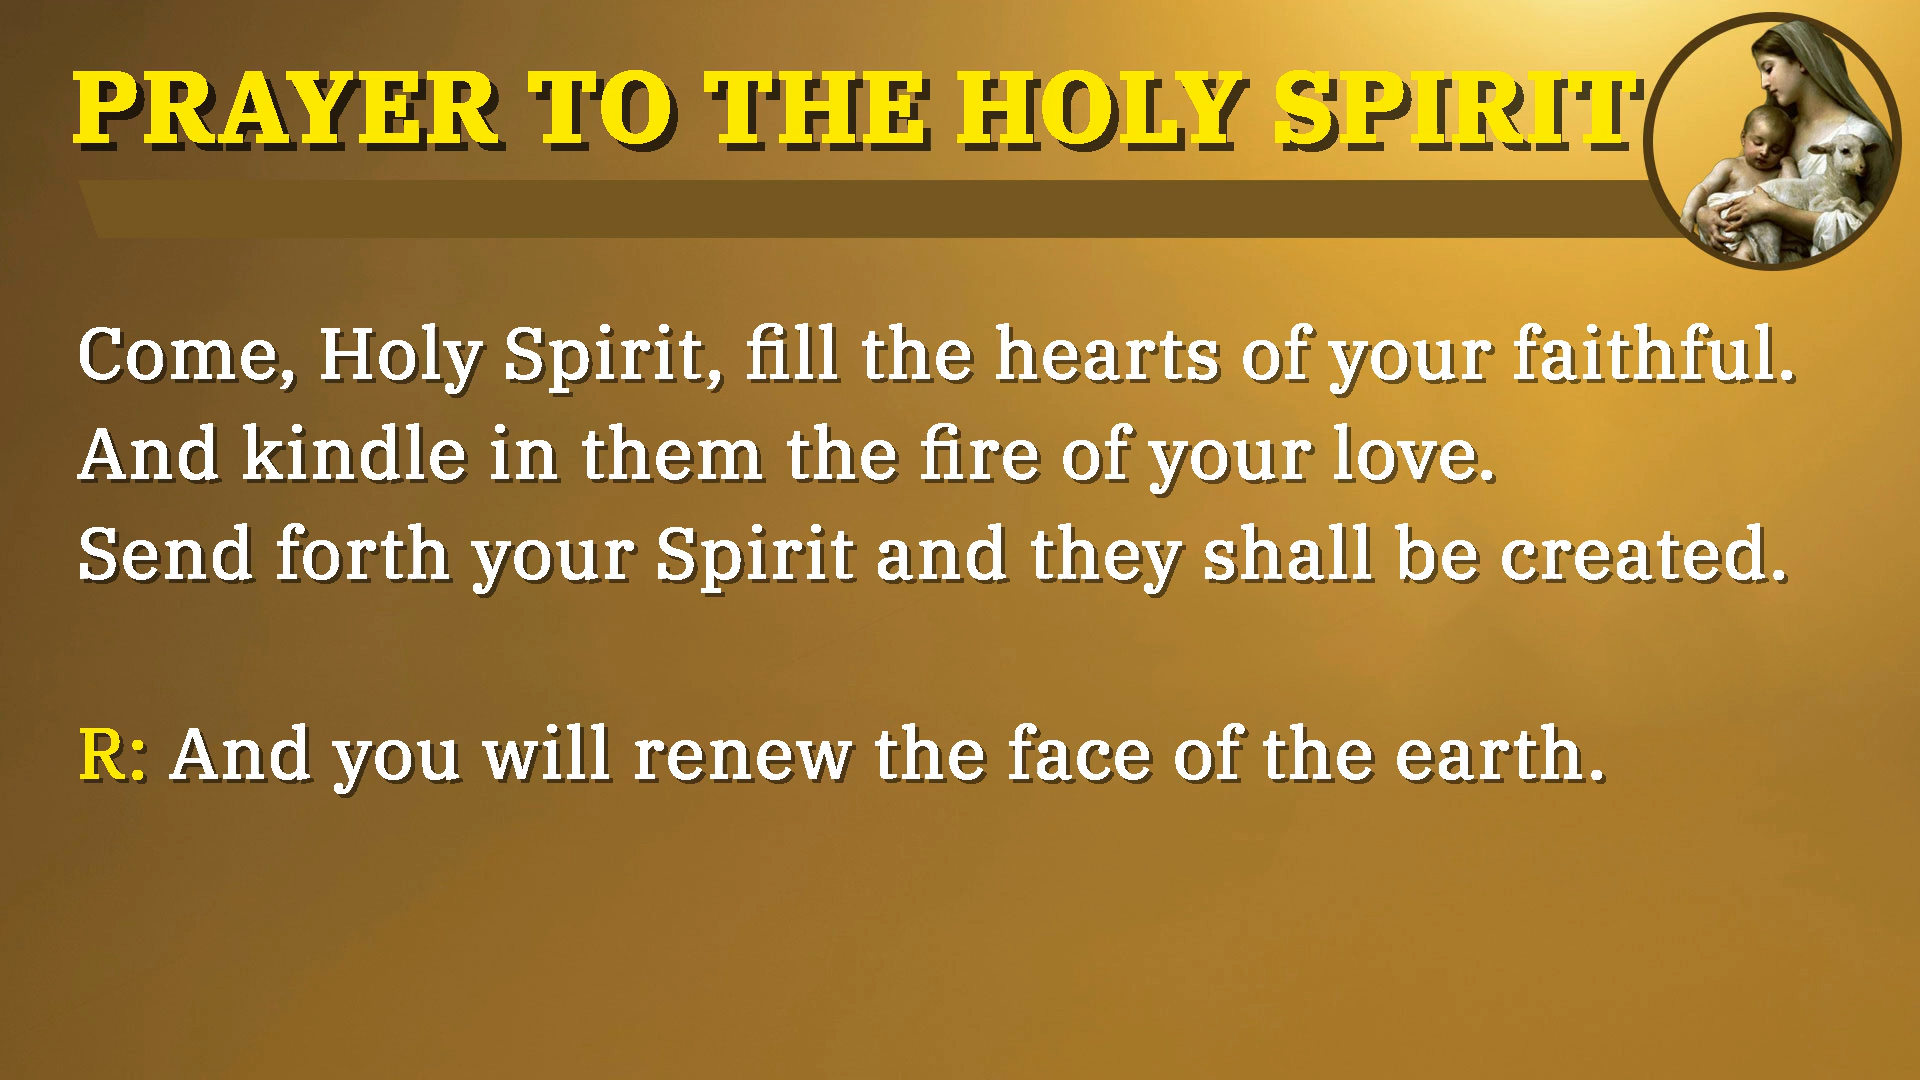 PRAYER TO THE HOLY SPIRIT
Come, Holy Spirit, fill the hearts of your faithful.
And kindle in them the fire of your love.
Send forth your Spirit and they shall be created.
R: And you will renew the face of the earth.